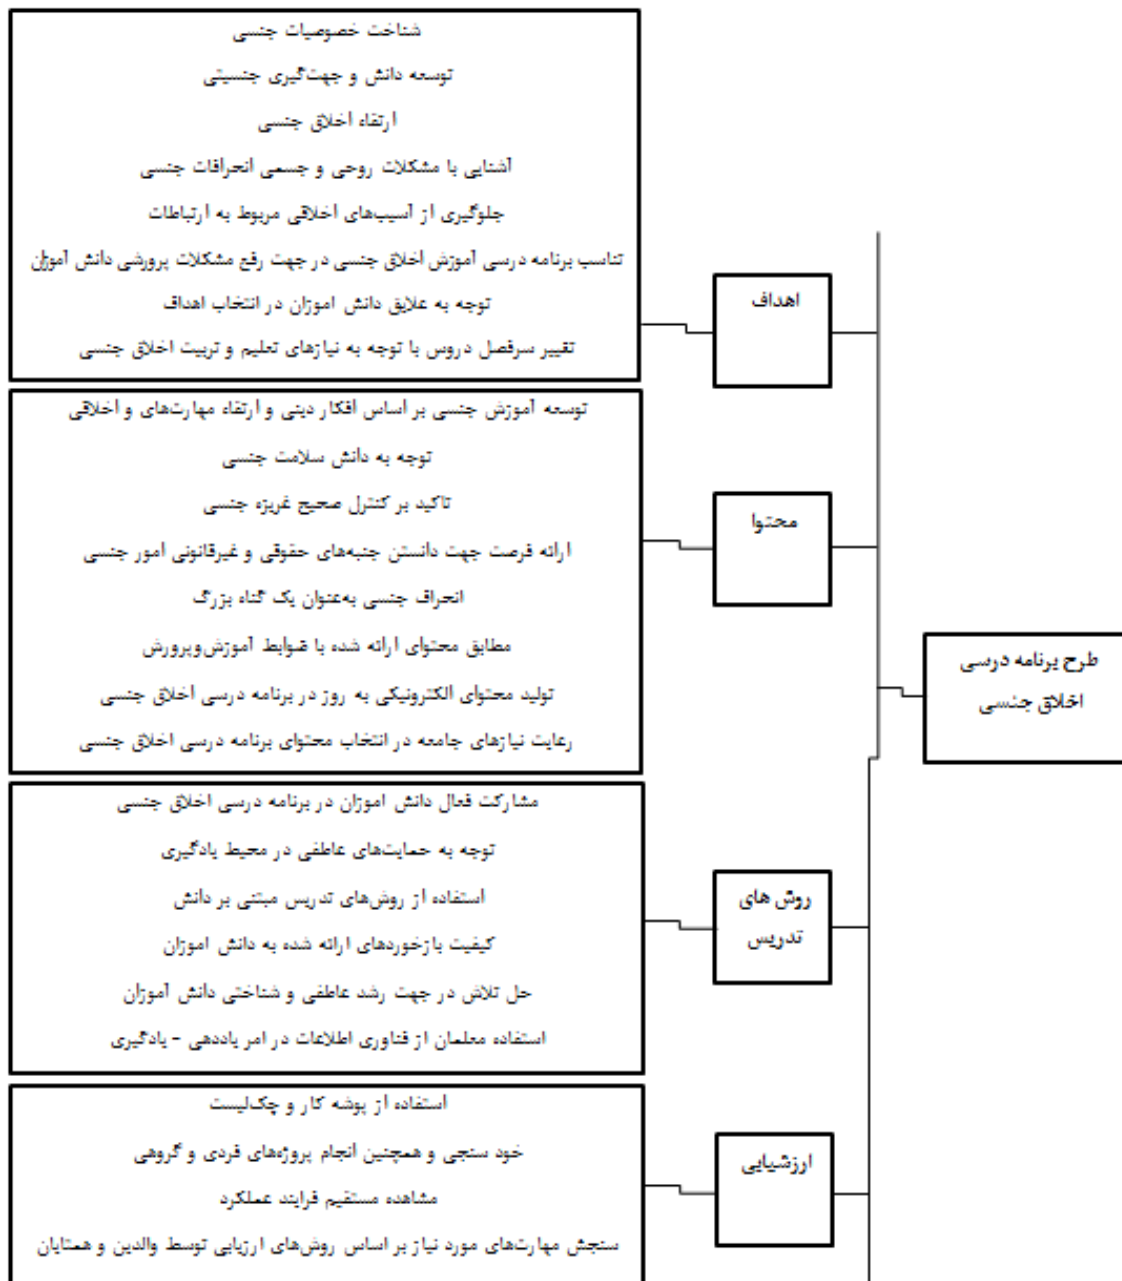 طرح برنامه درسی
اخلاق جنسی
اهداف
شناخت خصوصیات جنسی
توسعه دانش و جهت‌گیری جنسیتی
ارتقاء اخلاق جنسی
آشنایی با مشکلات روحی و جسمی انحرافات جنسی
جلوگیری از آسیب‌های اخلاقی مربوط به ارتباطات
تناسب برنامه درسی آموزش اخلاق جنسی در جهت رفع مشکلات پرورشی دانش آموزان
توجه به علایق دانش اموزان در انتخاب اهداف
تقییر سرفصل دروس با توجه به نیازهای تعلیم و تربیت اخلاق جنسی
محتوا
توسعه آموزش جنسی بر اساس افکار دینی و ارتقاء مهارت‌های و اخلاقی
توجه به دانش سلامت جنسی
تاکید بر کنترل صحیح غریزه جنسی
ارائه فرصت جهت دانستن جنبه‌های حقوقی و غیرقانونی امور جنسی
انحراف جنسی به‌عنوان یک گناه بزرگ
مطابق محتوای ارائه شده با ضوابط آموزش‌وپرورش
تولید محتوای الکترونیکی به روز در برنامه درسی اخلاق جنسی
رعایت نیازهای جامعه در انتخاب محتوای برنامه درسی اخلاق جنسی
روش های
تدریس
مشارکت فعال دانش اموزان در برنامه درسی اخلاق جنسی
توجه به حمایت‌های عاطفی در محیط یادگیری
استفاده از روش‌های تدریس مبتنی بر دانش
کیفیت بازخوردهای ارائه شده به دانش اموزان
حل تلاش در جهت رشد عاطفی و شناختی دانش آموزان
استفاده معلمان از فناوری اطلاعات در امر یاددهی - یادگیری
ارزشیایی
استفاده از پوشه کار و چک‌لیست
خود سنجی و همچنین انجام پروژه‌های فردی و گروهی
مشاهده مستقیم فرایند عملکرد
سنجش مهارت‌های مورد نیاز بر اساس روش‌های ارزیابی توسط والدین و همتایان